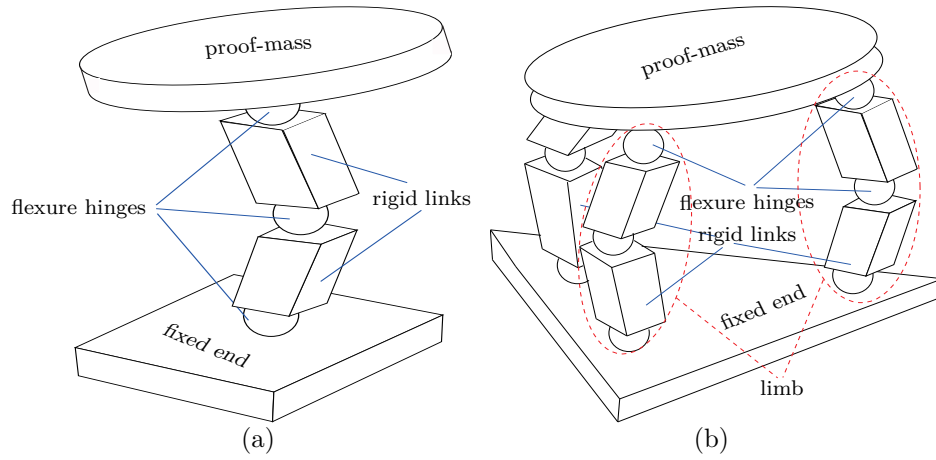 proof-mass
flexure hinges
rigid links
fixed end
(a)
proof-mass
flexure hinges
rigid links
fixed end
limb
(b)